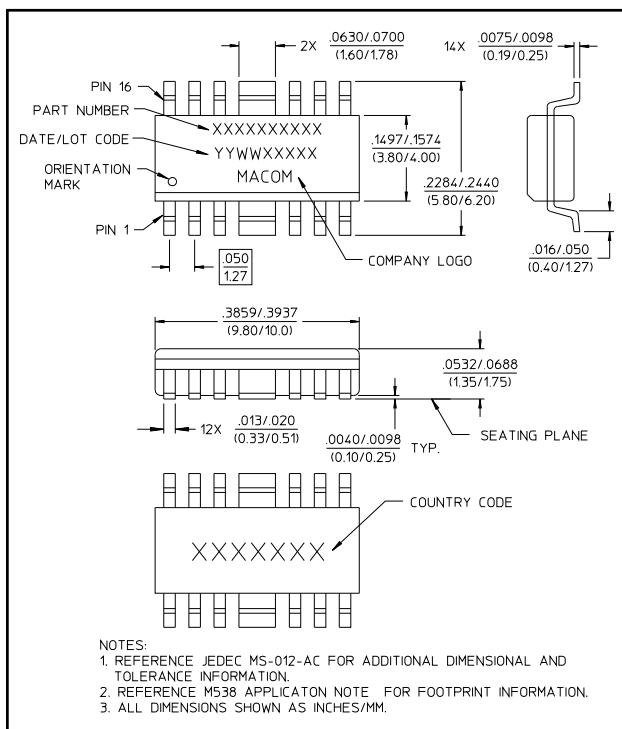 2X .0630/.0700
(1.60/1.78)
14X .0075/.0098
(0.19/0.25)
PIN 16
PART NUMBER
XXXXXXXXXX
DATE/LOT CODE
YYWWXXXXX
ORIENTATION
MARK
MACOM
.1497/.1574
(3.80/4.00)
.2284/.2440
(5.80/6.20)
PIN 1
.050
1.27
COMPANY LOGO
.016/.050
(0.40/1.27)
.3859/.3937
(9.80/10.0)
.0532/.0688
(1.35/1.75)
12X .013/.020
(0.33/0.51)
.0040/.0098
(0.10/0.25)
TYP.
SEATING PLANE
COUNTRY CODE
XXXXXXX
NOTES:
1. REFERENCE JEDEC MS-012-AC FOR ADDITIONAL DIMENSIONAL AND
TOLERANCE INFORMATION.
2. REFERENCE M538 APPLICATON NOTE FOR FOOTPRINT INFORMATION.
3. ALL DIMENSIONS SHOWN AS INCHES/MM.